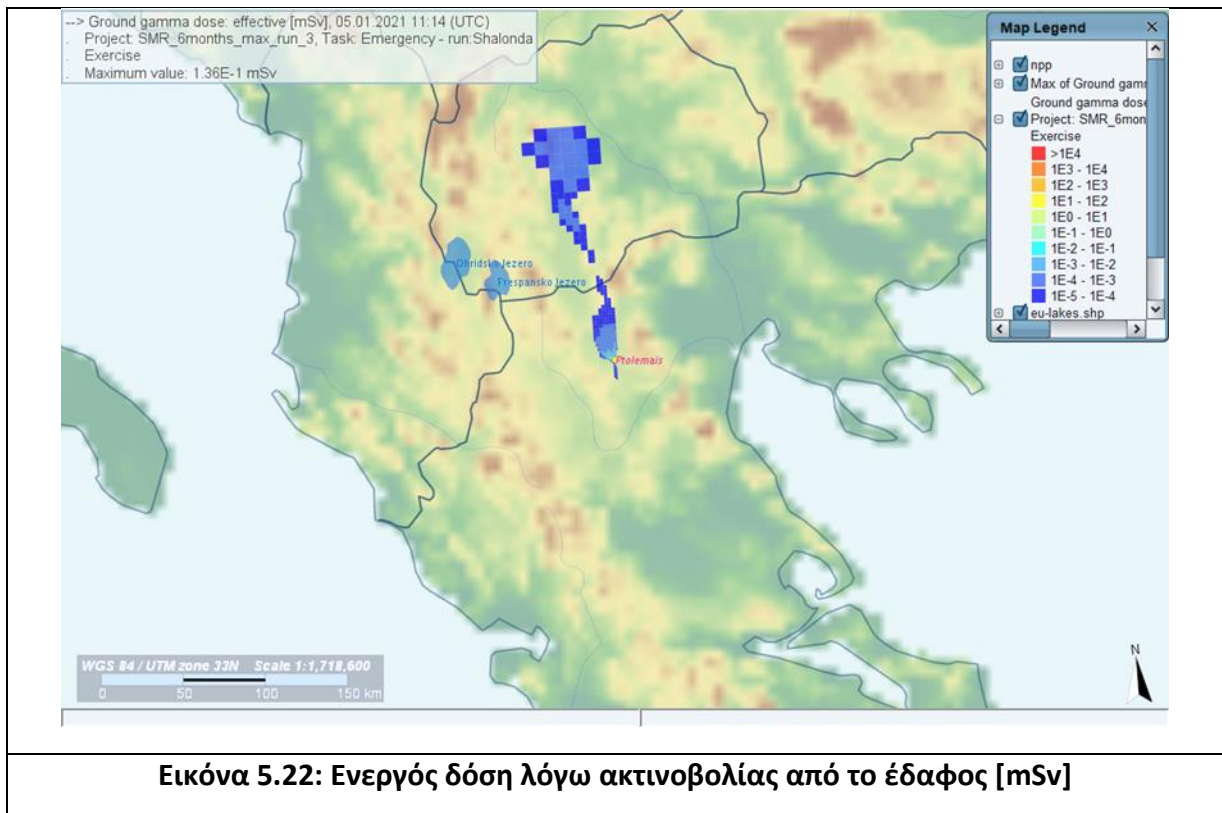 --> Ground gamma dose: effective [mSv], 05.01.2021 11:14 (UTC)
. Project: SMR_6months_max_run_3, Task: Emergency - run:Shalonda
. Exercise
. Maximum value: 1.36E-1 mSv
Map Legend
npp
Max of Ground gamm
Ground gamma dose
Project: SMR_6mon
Exercise
>1E4
1E3 - 1E4
1E2 - 1E3
1E1 - 1E2
1E0 - 1E1
1E-1 - 1E0
1E-2 - 1E-1
1E-3 - 1E-2
1E-4 - 1E-3
1E-5 - 1E-4
eu-lakes.shp
Ohridsko Jezero
Prespansko Jezero
Ptolemais
WGS 84 / UTM zone 33N Scale 1:1,718,600
0 50 100 150 km
N
Εικόνα 5.22: Ενεργός δόση λόγω ακτινοβολίας από το έδαφος [mSv]